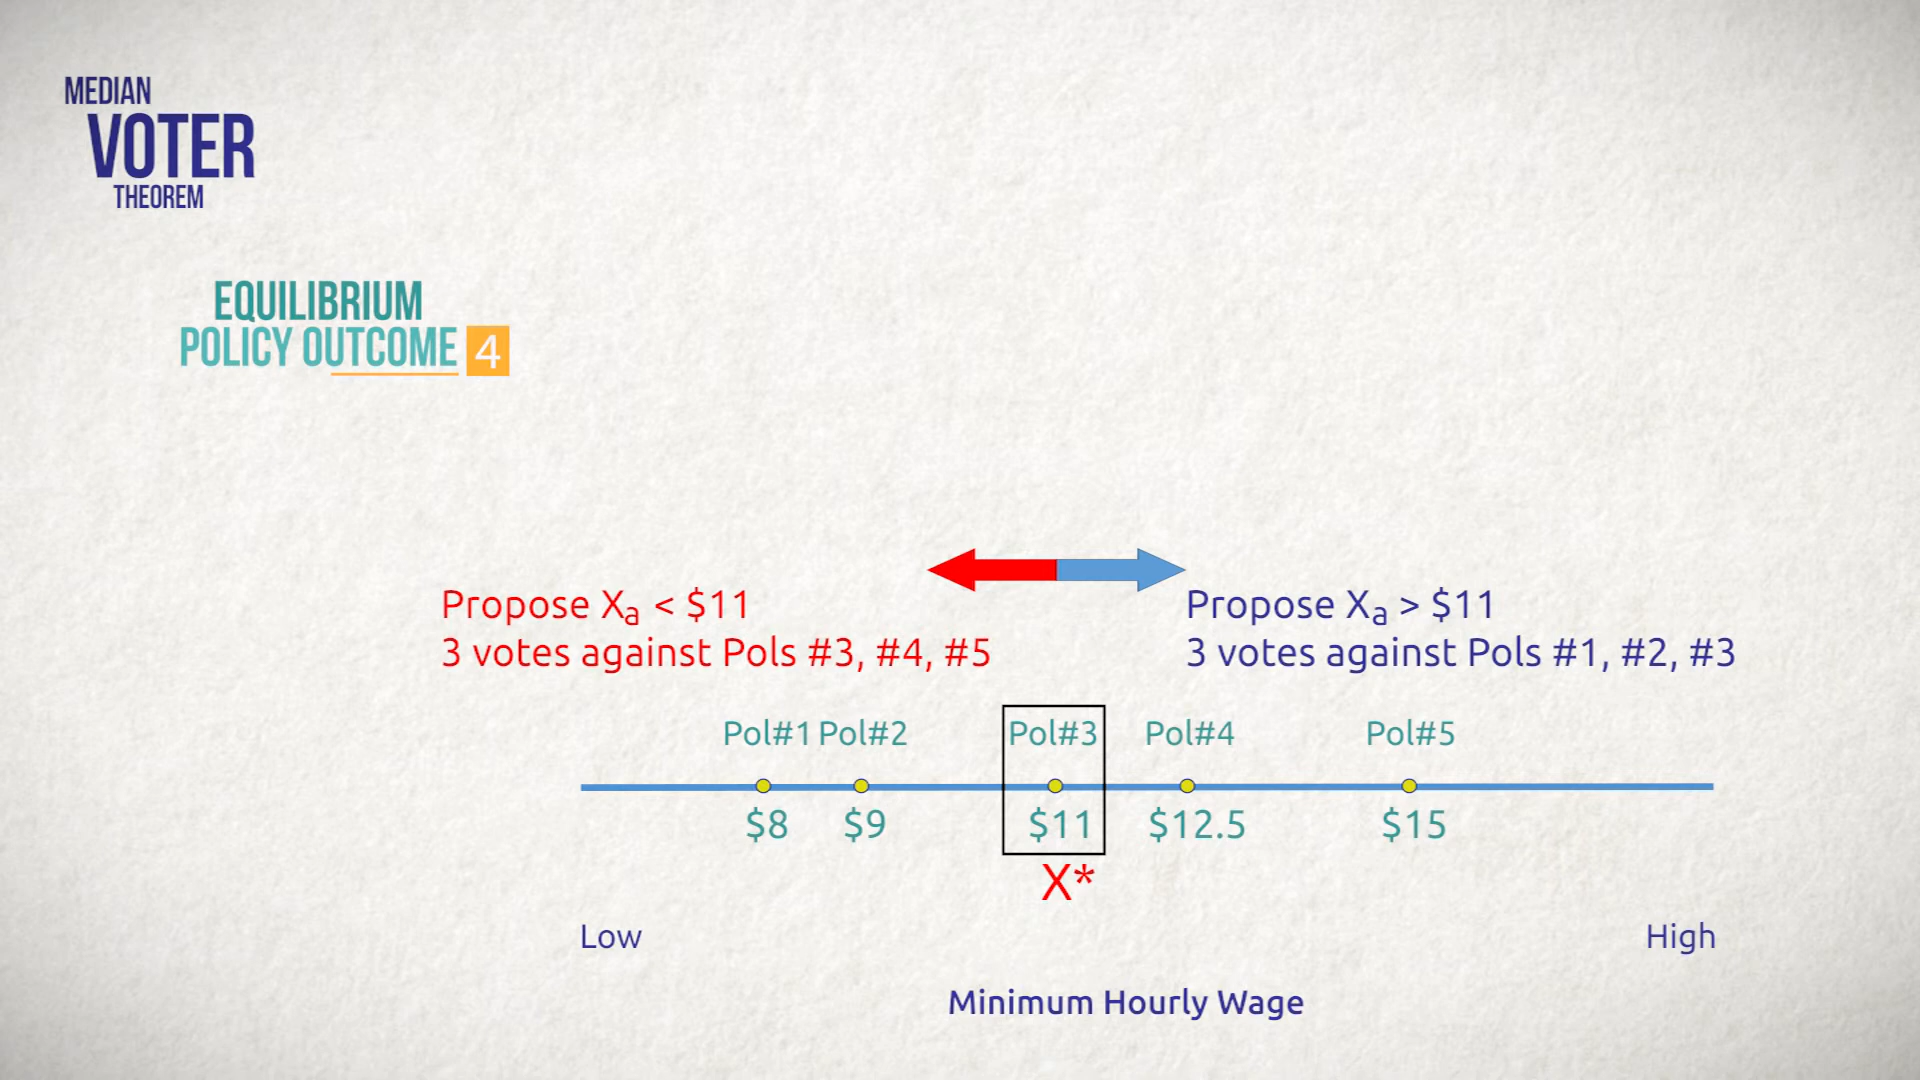 MEDIAN
VOTER
THEOREM
EQUILIBRIUM
POLICY OUTCOME 4
Propose Xa < $11
3 votes against Pols #3, #4, #5
Propose Xa > $11
3 votes against Pols #1, #2, #3
Pol#1 Pol#2 Pol#3 Pol#4 Pol#5
$8 $9 $11 $12.5 $15
X*
Low High
Minimum Hourly Wage